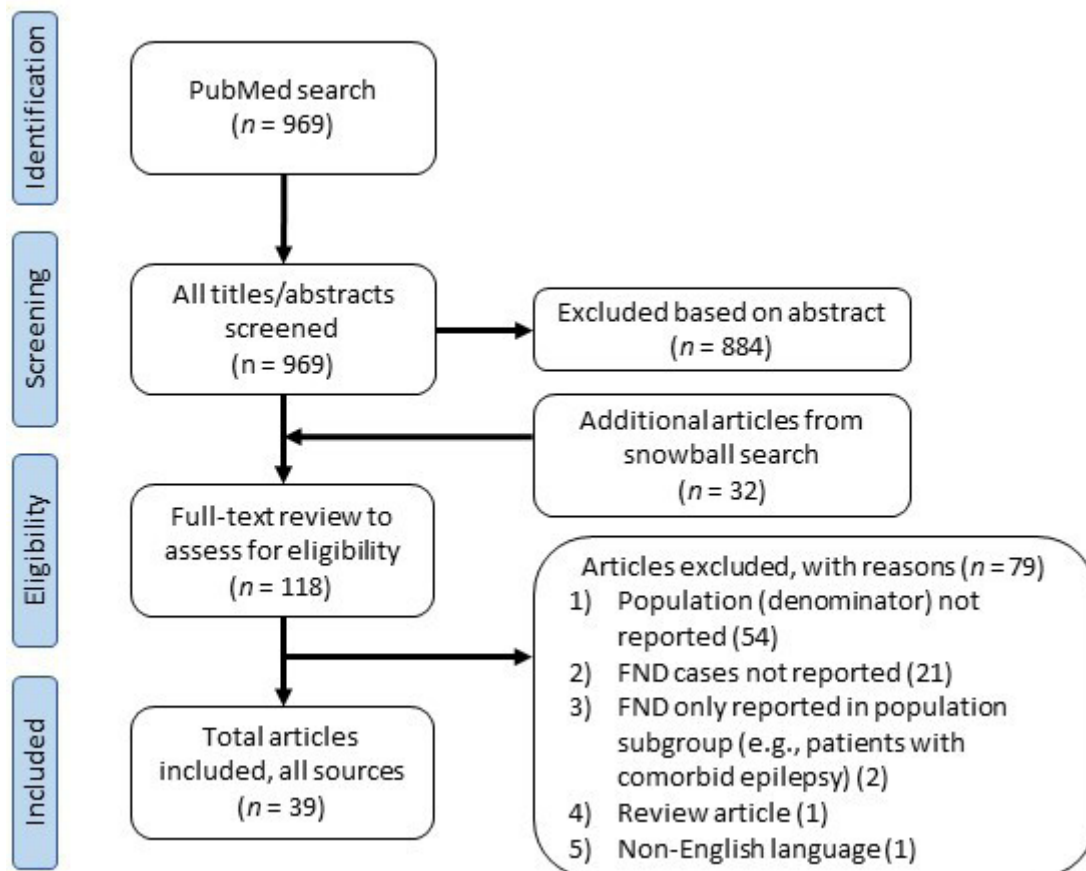 Identification
PubMed search
(n = 969)
Screening
All titles/abstracts
screened
(n = 969)
Excluded based on abstract
(n = 884)
Additional articles from
snowball search
(n = 32)
Eligibility
Full-text review to
assess for eligibility
(n = 118)
Articles excluded, with reasons (n = 79)
1) Population (denominator) not
reported (54)
2) FND cases not reported (21)
3) FND only reported in population
subgroup (e.g., patients with
comorbid epilepsy) (2)
4) Review article (1)
5) Non-English language (1)
Included
Total articles
included, all sources
(n = 39)